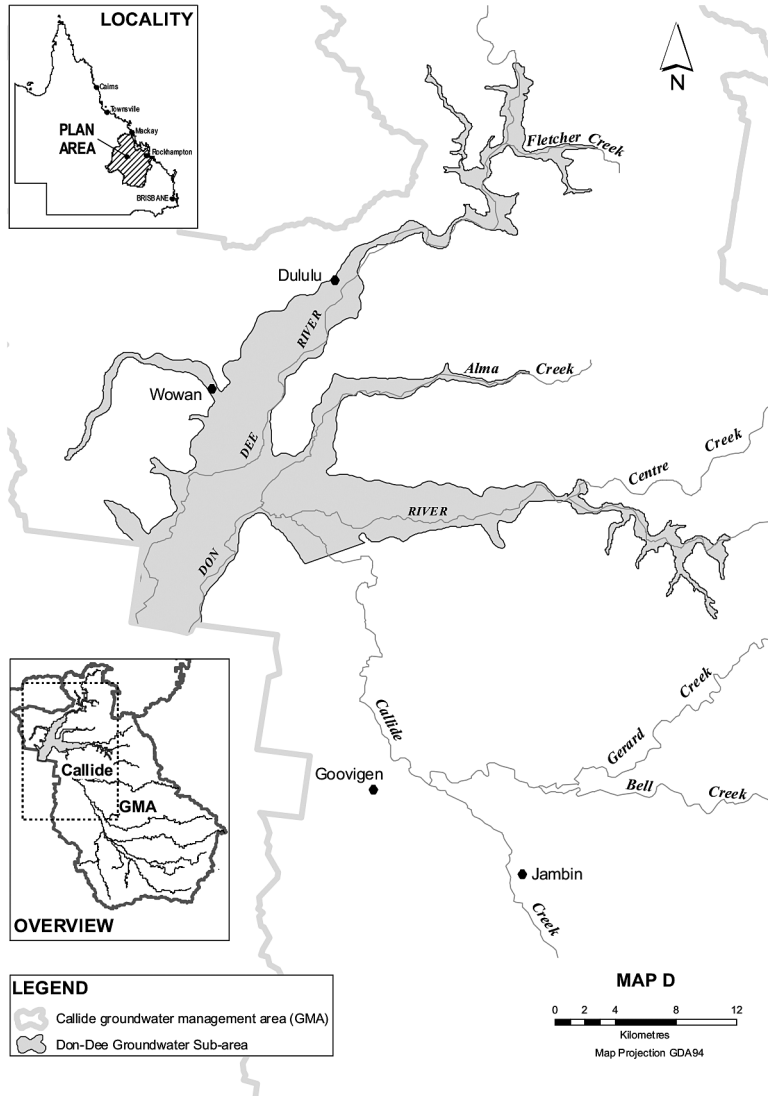 LOCALITY
Cairns
Townsville
Mackay
PLAN
AREA
Rockhampton
BRISBANE
N
Fletcher Creek
Dululu
RIVER
Wowan
Alma Creek
DEE
Centre Creek
RIVER
DON
Callide
Gerard Creek
Goovigen
Bell Creek
Jambin
Creek
Callide
GMA
OVERVIEW
LEGEND
Callide groundwater management area (GMA)
Don-Dee Groundwater Sub-area
MAP D
0 2 4 8 12
Kilometres
Map Projection GDA94